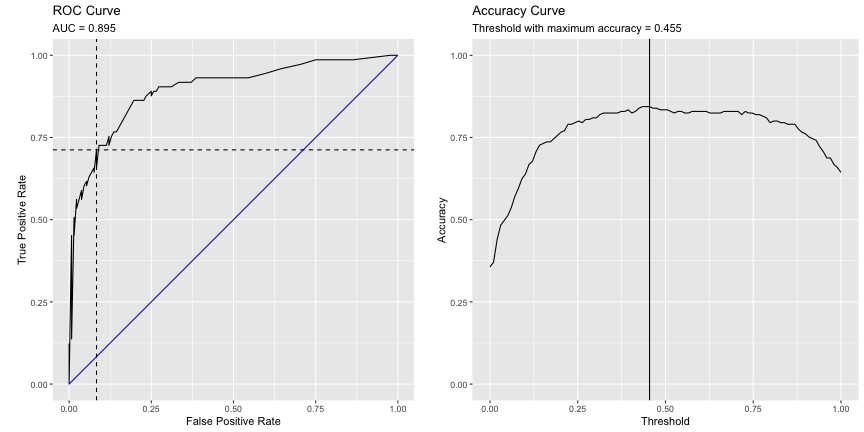 ROC Curve
AUC = 0.895
1.00
0.75
0.50
0.25
0.00
True Positive Rate
0.00 0.25 0.50 0.75 1.00
False Positive Rate
Accuracy Curve
Threshold with maximum accuracy = 0.455
1.00
0.75
0.50
0.25
0.00
Accuracy
0.00 0.25 0.50 0.75 1.00
Threshold